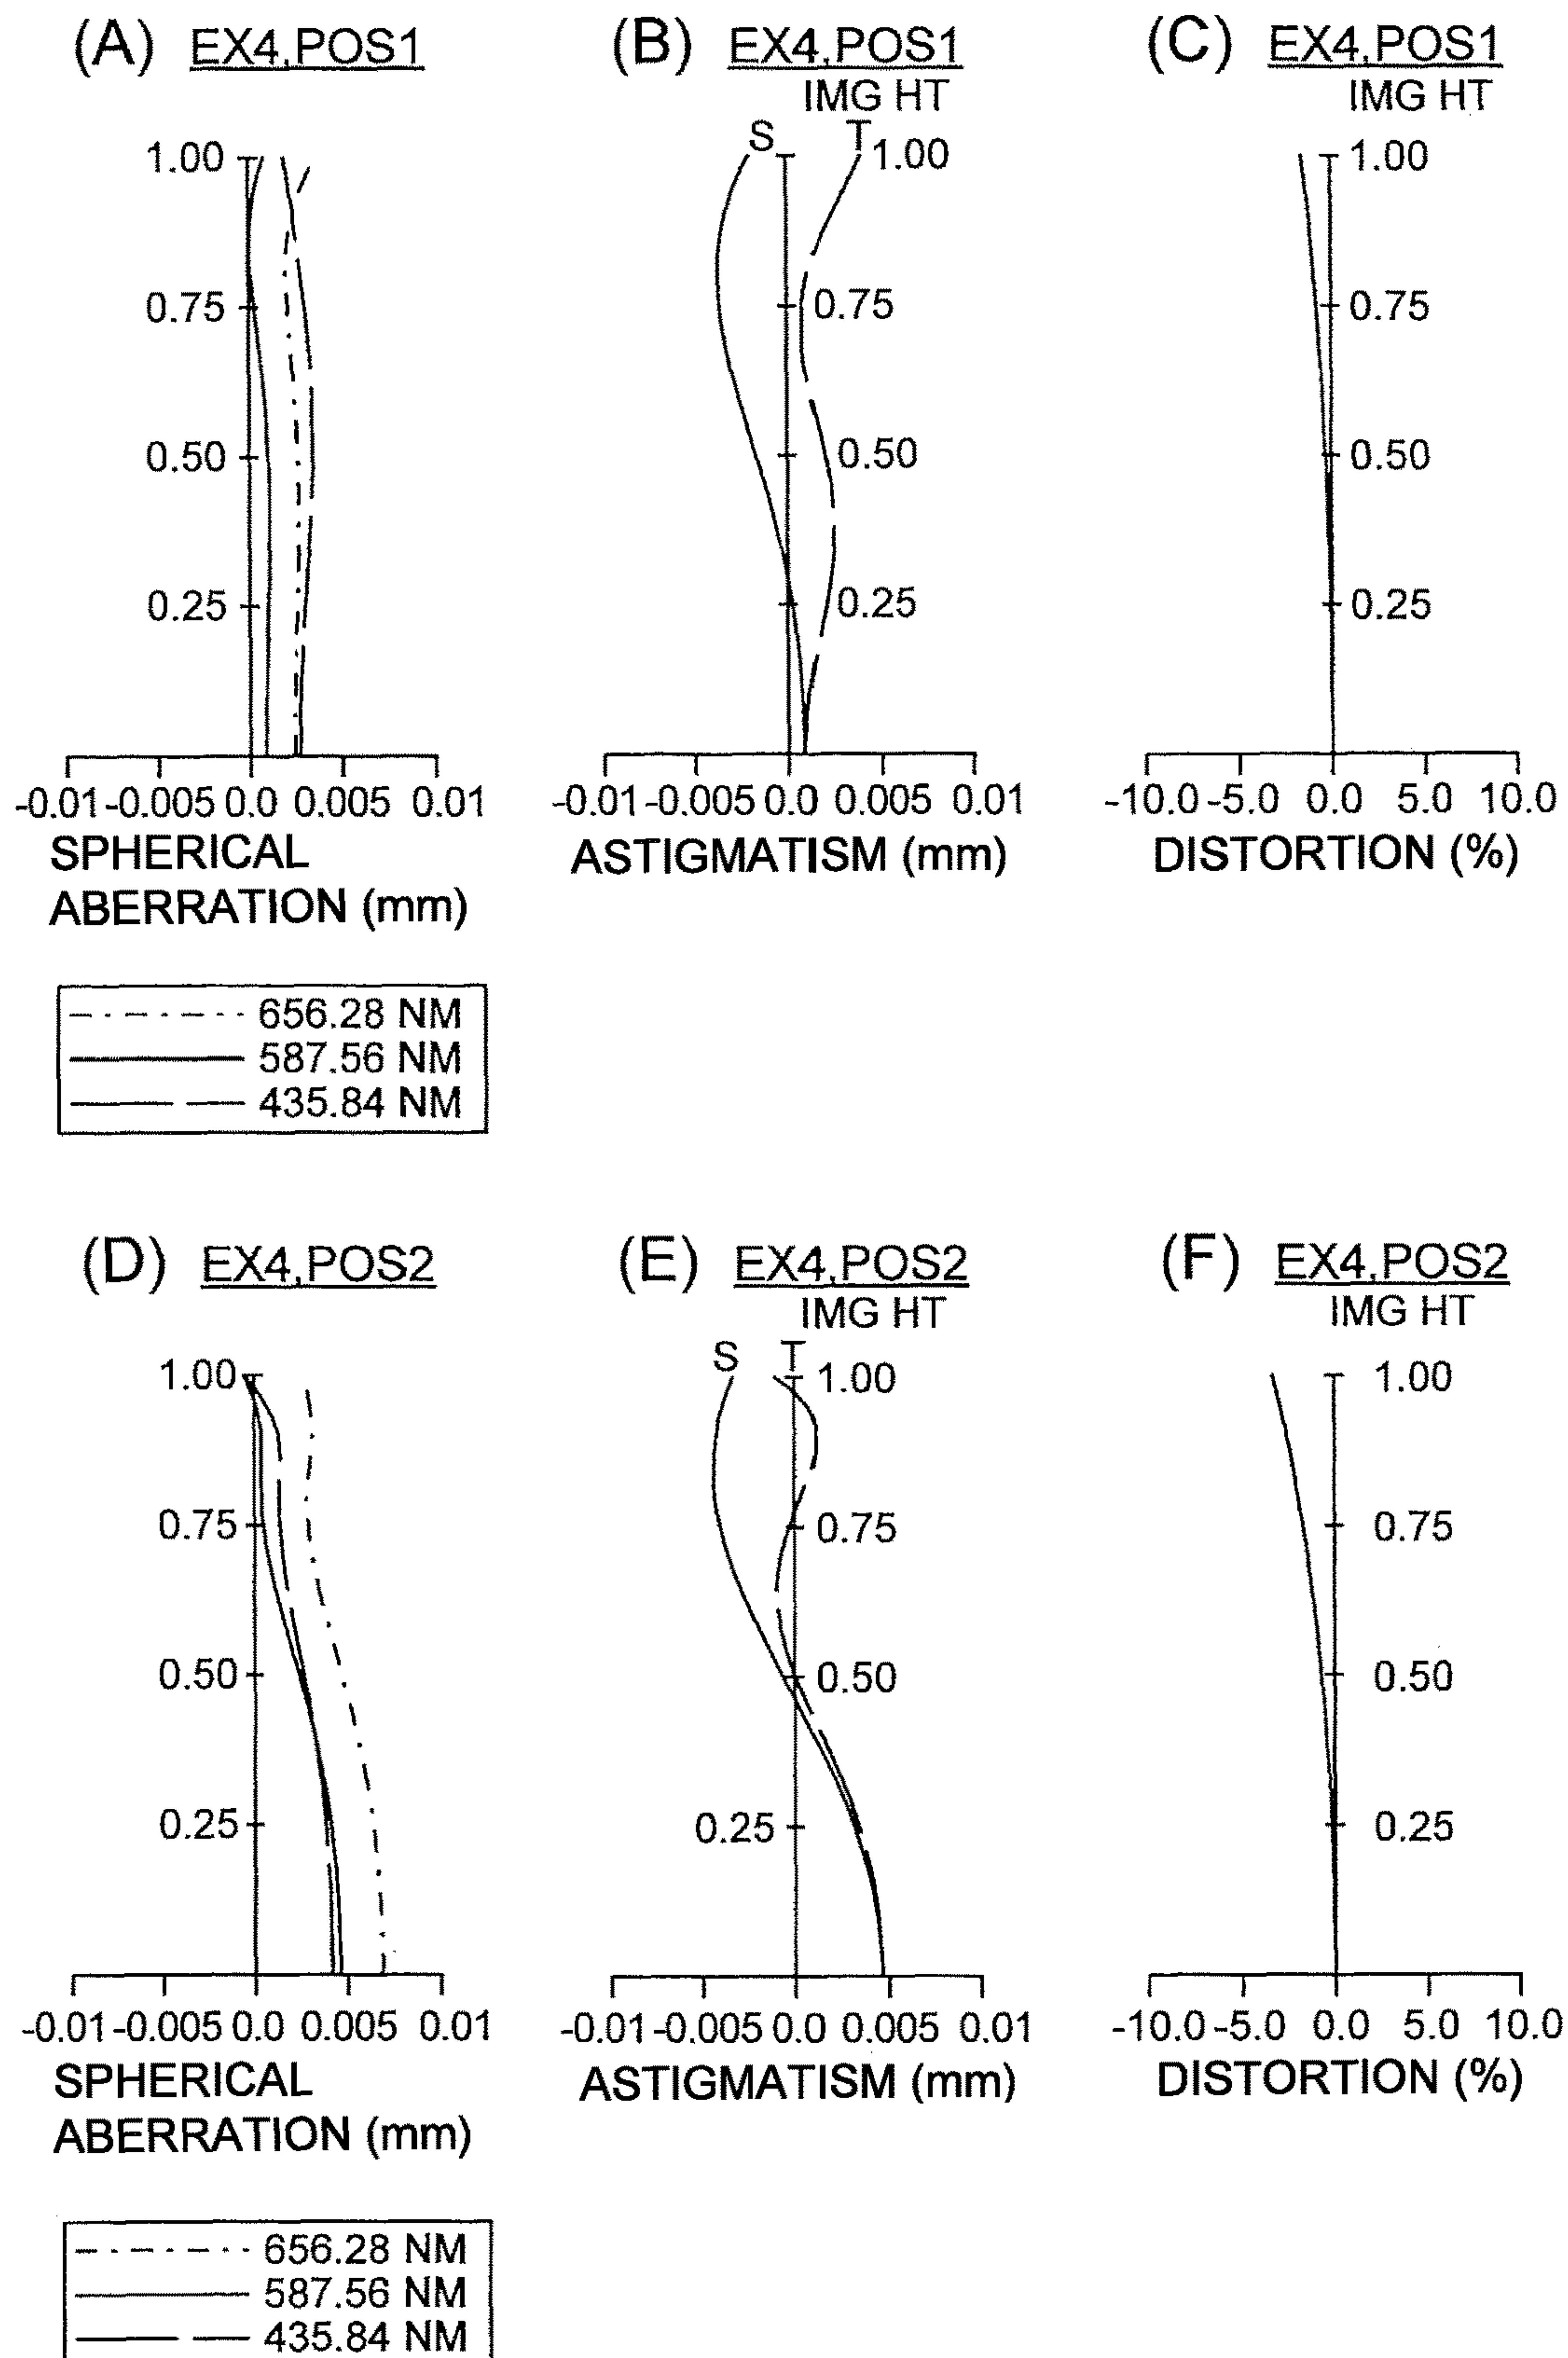 (A) EX4,POS1
1.00
0.75
0.50
0.25
-0.01 -0.005 0.0 0.005 0.01
SPHERICAL
ABERRATION (mm)
656.28 NM
587.56 NM
435.84 NM
(B) EX4,POS1
IMG HT
S T
1.00
0.75
0.50
0.25
-0.01 -0.005 0.0 0.005 0.01
ASTIGMATISM (mm)
(C) EX4,POS1
IMG HT
1.00
0.75
0.50
0.25
-10.0 -5.0 0.0 5.0 10.0
DISTORTION (%)
(D) EX4,POS2
1.00
0.75
0.50
0.25
-0.01 -0.005 0.0 0.005 0.01
SPHERICAL
ABERRATION (mm)
656.28 NM
587.56 NM
435.84 NM
(E) EX4,POS2
IMG HT
S T
1.00
0.75
0.50
0.25
-0.01 -0.005 0.0 0.005 0.01
ASTIGMATISM (mm)
(F) EX4,POS2
IMG HT
1.00
0.75
0.50
0.25
-10.0 -5.0 0.0 5.0 10.0
DISTORTION (%)